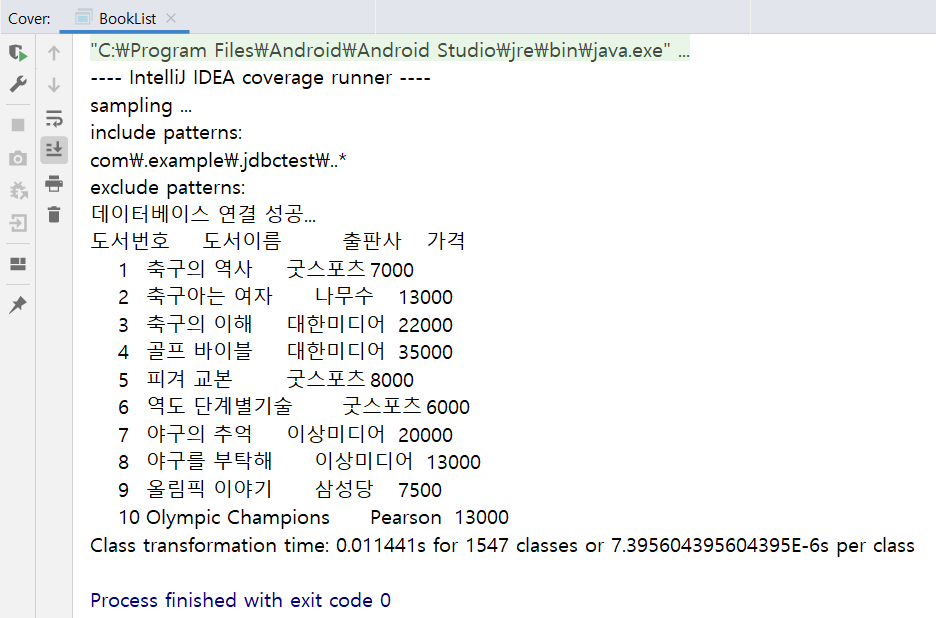 Cover: BookList
"C:₩Program Files₩Android₩Android Studio₩jre₩bin₩java.exe" ...
---- IntelliJ IDEA coverage runner ----
sampling ...
include patterns:
com₩.example₩.jdbctest₩..*
exclude patterns:
데이터베이스 연결 성공...
도서번호 도서이름 출판사 가격
1 축구의 역사 굿스포츠 7000
2 축구아는 여자 나무수 13000
3 축구의 이해 대한미디어 22000
4 골프 바이블 대한미디어 35000
5 피겨 교본 굿스포츠 8000
6 역도 단계별기술 굿스포츠 6000
7 야구의 추억 이상미디어 20000
8 야구를 부탁해 이상미디어 13000
9 올림픽 이야기 삼성당 7500
10 Olympic Champions Pearson 13000
Class transformation time: 0.011441s for 1547 classes or 7.395604395604395E-6s per class
Process finished with exit code 0